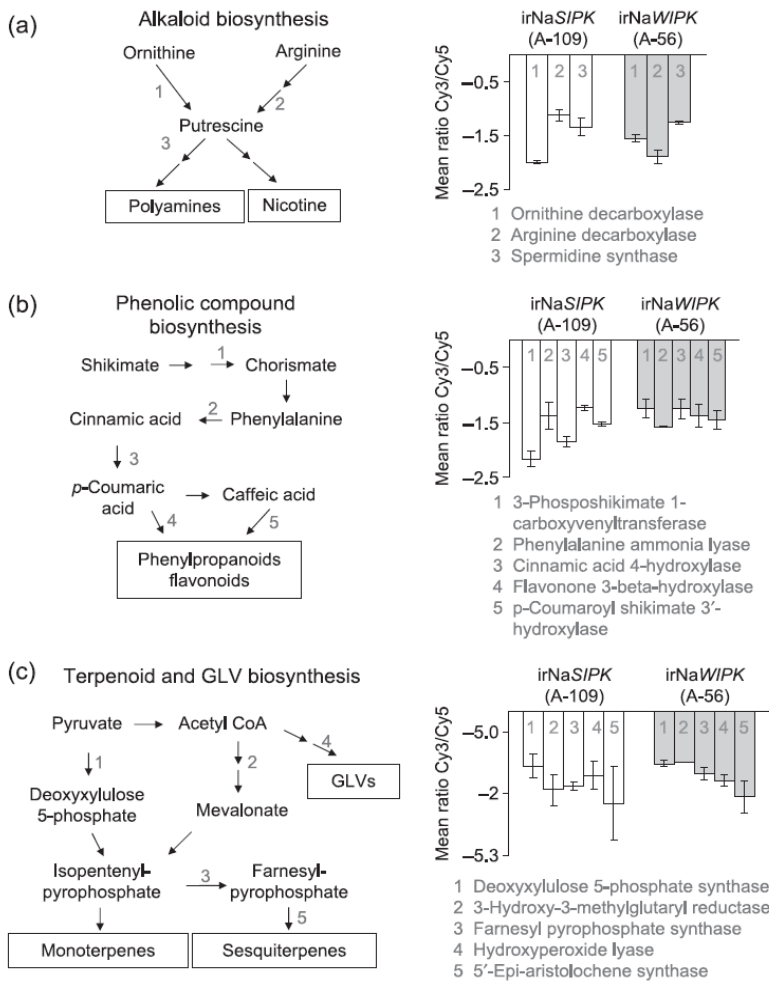 (a)
Alkaloid biosynthesis
Ornithine
Arginine
1
2
Putrescine
3
Polyamines
Nicotine
irNaSIPK
(A-109)
irNaWIPK
(A-56)
Mean ratio Cy3/Cy5
−0.5
−1.5
−2.5
1 2 3
1 2 3
1 Ornithine decarboxylase
2 Arginine decarboxylase
3 Spermidine synthase
(b)
Phenolic compound
biosynthesis
Shikimate
1
Chorismate
Cinnamic acid
2
Phenylalanine
3
p-Coumaric
acid
Caffeic acid
4
5
Phenylpropanoids
flavonoids
irNaSIPK
(A-109)
irNaWIPK
(A-56)
Mean ratio Cy3/Cy5
−0.5
−1.5
−2.5
1 2 3 4 5
1 2 3 4 5
1 3-Phosposhikimate 1-
carboxyvenyltransferase
2 Phenylalanine ammonia lyase
3 Cinnamic acid 4-hydroxylase
4 Flavonone 3-beta-hydroxylase
5 p-Coumaroyl shikimate 3′-
hydroxylase
(c)
Terpenoid and GLV biosynthesis
Pyruvate
Acetyl CoA
4
1
2
GLVs
Deoxyxylulose
5-phosphate
Mevalonate
Isopentenyl-
pyrophosphate
3
Farnesyl-
pyrophosphate
5
Monoterpenes
Sesquiterpenes
irNaSIPK
(A-109)
irNaWIPK
(A-56)
Mean ratio Cy3/Cy5
−5.0
−2
−5.3
1 2 3 4 5
1 2 3 4 5
1 Deoxyxylulose 5-phosphate synthase
2 3-Hydroxy-3-methylglutaryl reductase
3 Farnesyl pyrophosphate synthase
4 Hydroxyperoxide lyase
5 5′-Epi-aristolochene synthase